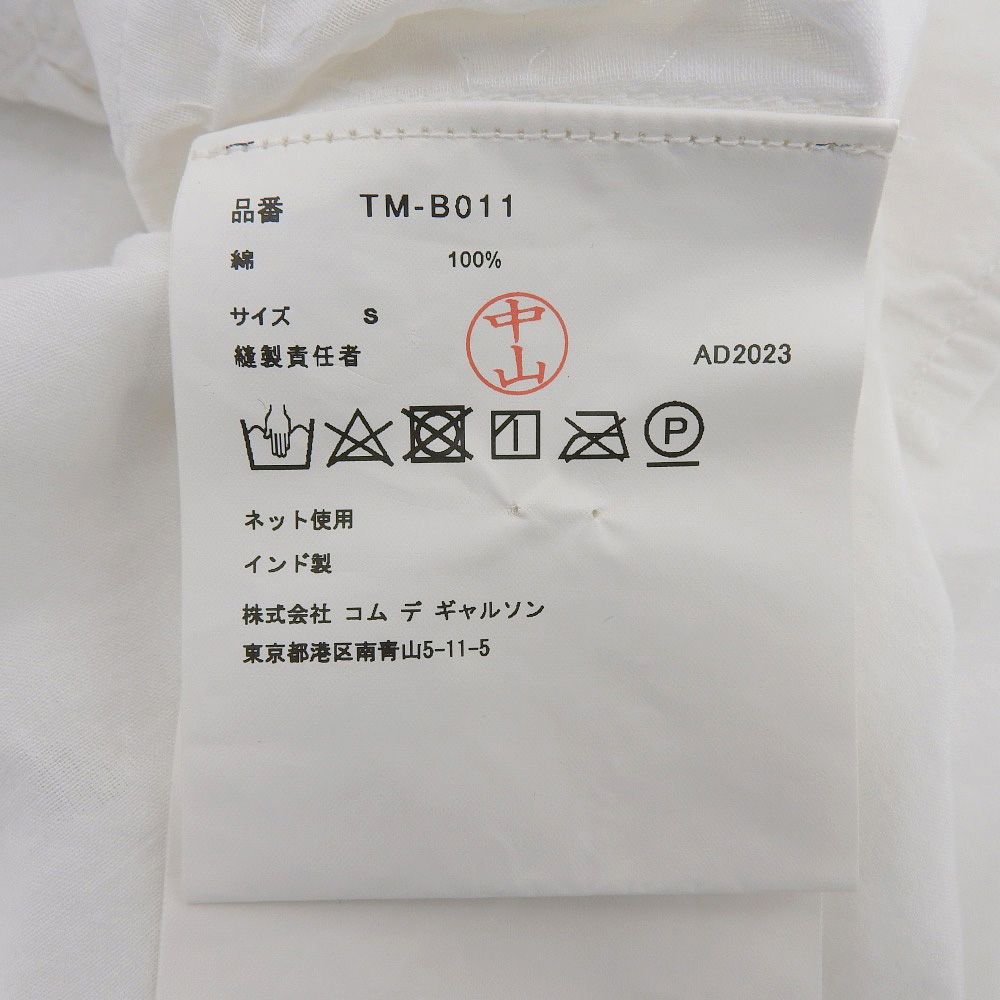 品番 TM-B011
綿 100%
サイズ S
中山
縫製責任者 AD2023
P
ネット使用
インド製
株式会社 コム デ ギャルソン
東京都港区南青山5-11-5